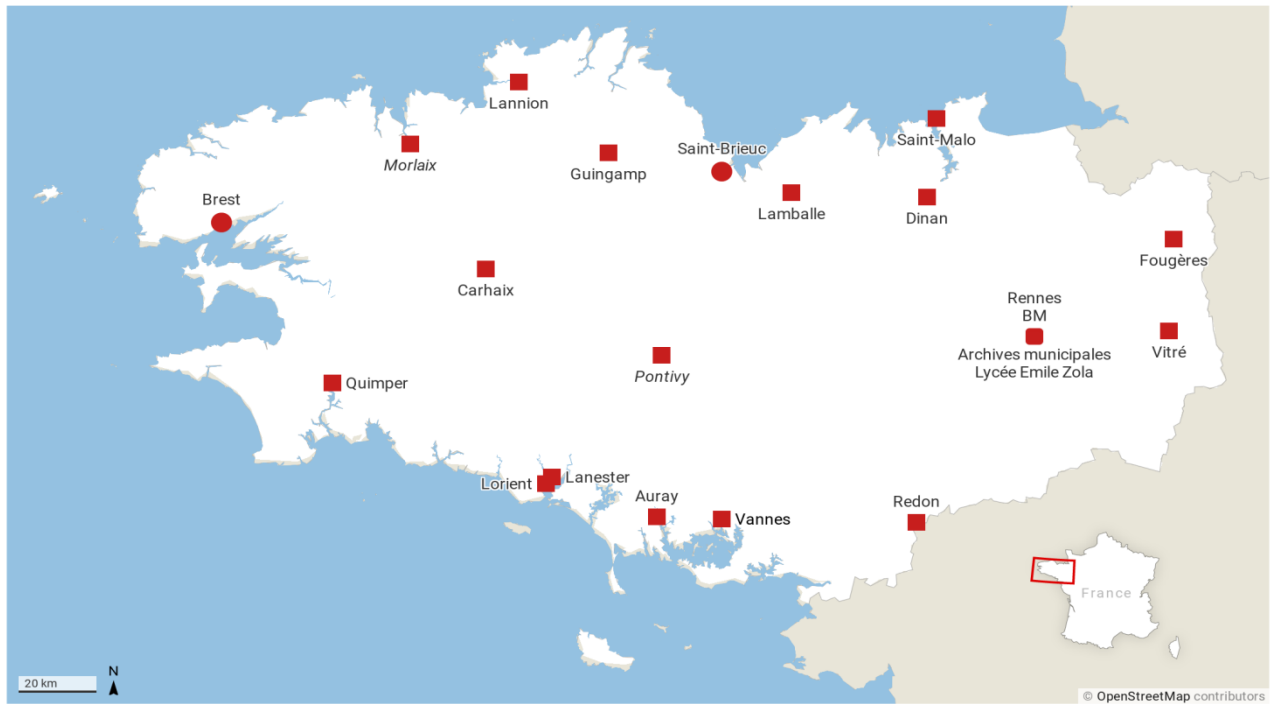 Lannion
Saint-Malo
Morlaix
Guingamp
Saint-Brieuc
Lamballe
Dinan
Brest
Fougères
Carhaix
Rennes
BM
Archives municipales
Lycée Emile Zola
Vitré
Pontivy
Quimper
Lanester
Lorient
Auray
Vannes
Redon
France
N
20 km
© OpenStreetMap contributors